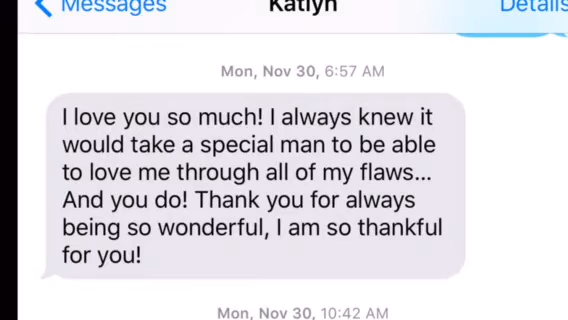 Messages
Katlyn
Details
Mon, Nov 30, 6:57 AM
I love you so much! I always knew it
would take a special man to be able
to love me through all of my flaws...
And you do! Thank you for always
being so wonderful, I am so thankful
for you!
Mon, Nov 30, 10:42 AM